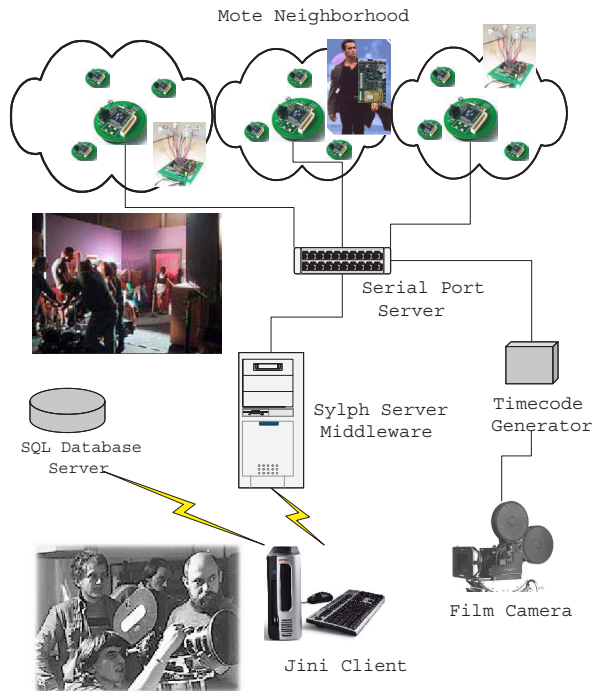 Mote Neighborhood
Serial Port
Server
Sylph Server
Middleware
Timecode
Generator
SQL Database
Server
Film Camera
Jini Client